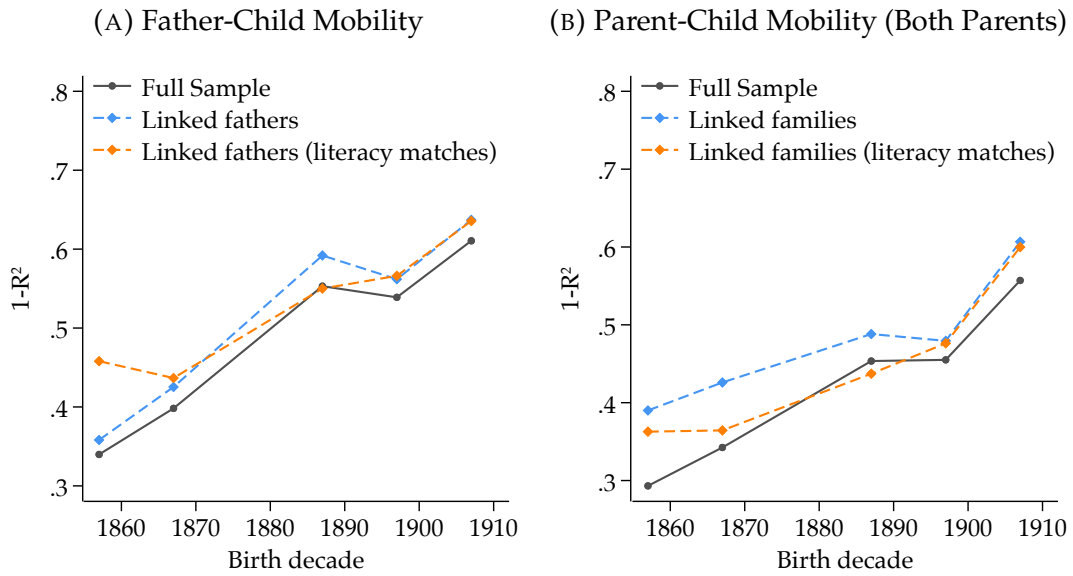 (A) Father-Child Mobility
.8
.7
.6
.5
.4
.3
1-R²
Full Sample
Linked fathers
Linked fathers (literacy matches)
1860 1870 1880 1890 1900 1910
Birth decade
(B) Parent-Child Mobility (Both Parents)
.8
.7
.6
.5
.4
.3
1-R²
Full Sample
Linked families
Linked families (literacy matches)
1860 1870 1880 1890 1900 1910
Birth decade